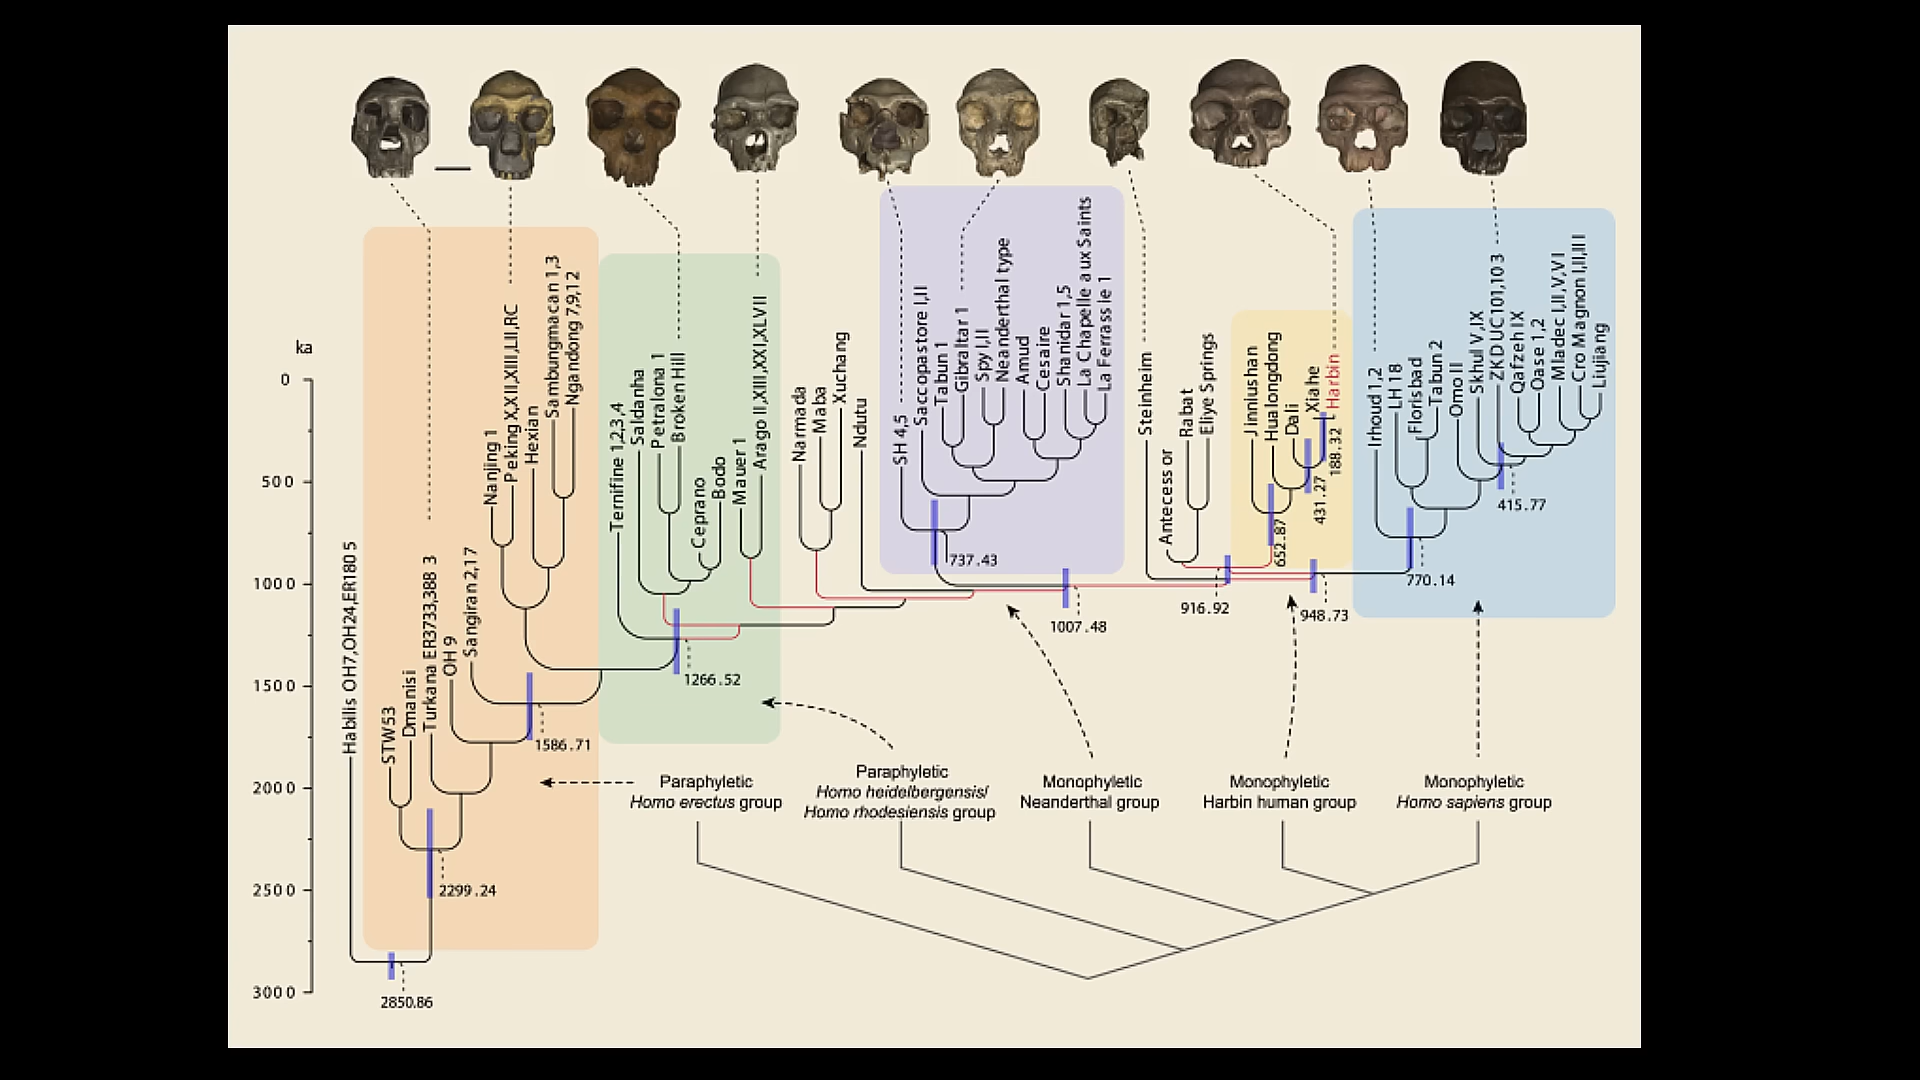 ka
0
500
1000
1500
2000
2500
3000
Habilis OH7,OH24,ER1805
STW53
Dmanisi
Turkana ER3733,3883
OH 9
Sangiran 2,17
Nanjing 1
Peking X,XII,XIII,LII,RC
Hexian
Sambungmacan 1,3
Ngandong 7,9,12
Ternifine 1,2,3,4
Saldanha
Petralona 1
Broken Hill
Ceprano
Bodo
Mauer 1
Arago II,XIII,XXI,XLVII
Narmada
Maba
Xuchang
Ndutu
SH 4,5
Saccopastore I,II
Tabun 1
Gibraltar 1
Spy I,II
Neanderthal type
Amud
Cesaire
Shanidar 1,5
La Chapelle aux Saints
La Ferrassie 1
Steinheim
Antecessor
Rabat
Eliye Springs
Jinniushan
Hualongdong
Dali
Xiahe
Harbin
Irhoud 1,2
LH 18
Florisbad
Tabun 2
Omo II
Skhul V,IX
ZKD UC101,103
Qafzeh IX
Oase 1,2
Mladec I,II,V,VI
Cro Magnon I,II,III
Liujiang
188.32
431.27
652.87
415.77
737.43
770.14
916.92
948.73
1007.48
1266.52
1586.71
2299.24
2850.86
Paraphyletic
Homo erectus group
Paraphyletic
Homo heidelbergensis/
Homo rhodesiensis group
Monophyletic
Neanderthal group
Monophyletic
Harbin human group
Monophyletic
Homo sapiens group